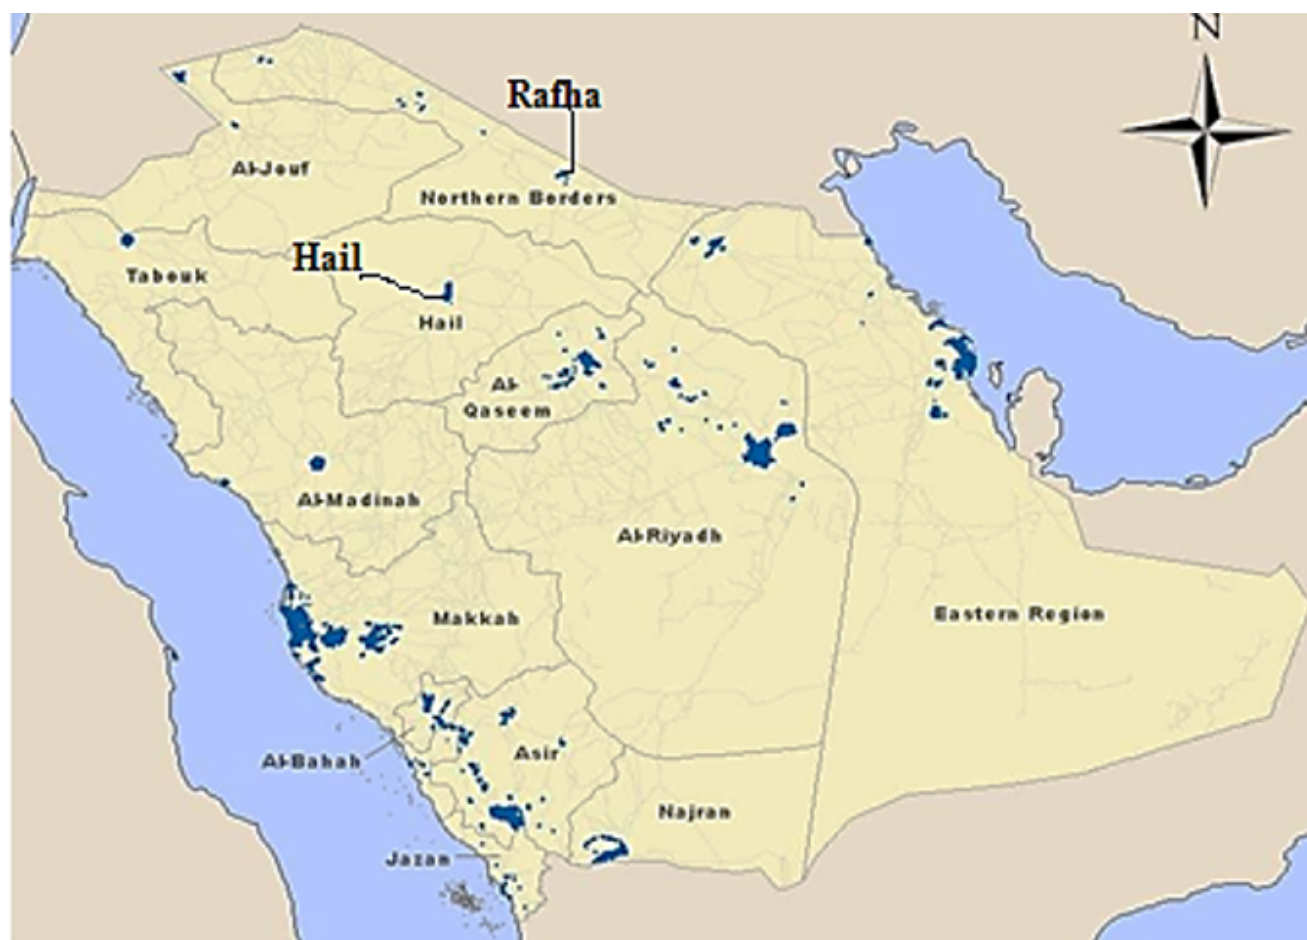 N
Rafha
Al-Jouf
Northern Borders
Hail
Tabouk
Hail
Al-
Qaseem
Al-Madinah
Al-Riyadh
Makkah
Eastern Region
Al-Bahah
Asir
Najran
Jazan